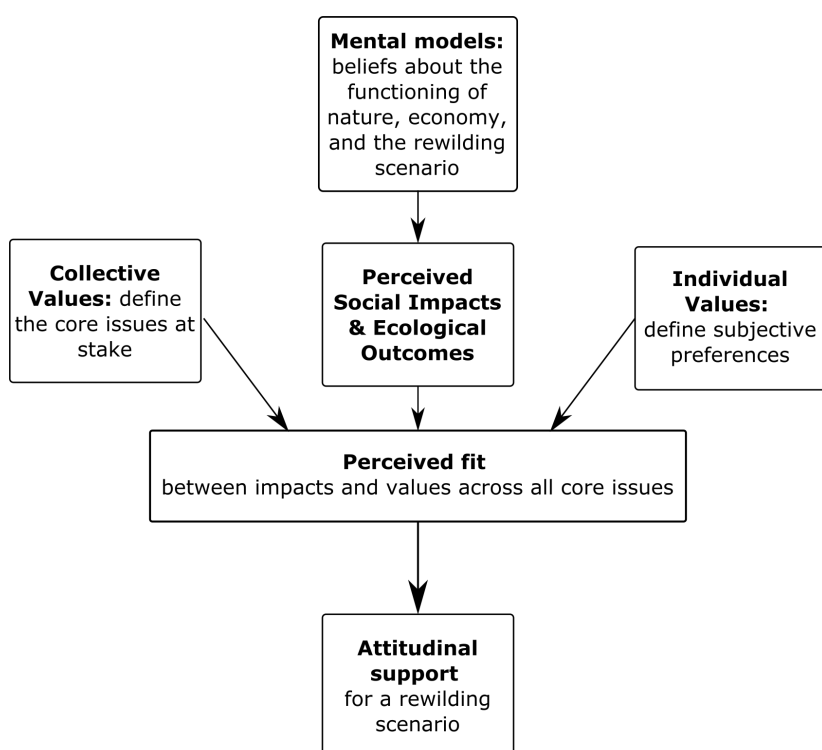 Mental models:
beliefs about the
functioning of
nature, economy,
and the rewilding
scenario
Collective
Values: define
the core issues at
stake
Perceived
Social Impacts
& Ecological
Outcomes
Individual
Values:
define subjective
preferences
Perceived fit
between impacts and values across all core issues
Attitudinal
support
for a rewilding
scenario